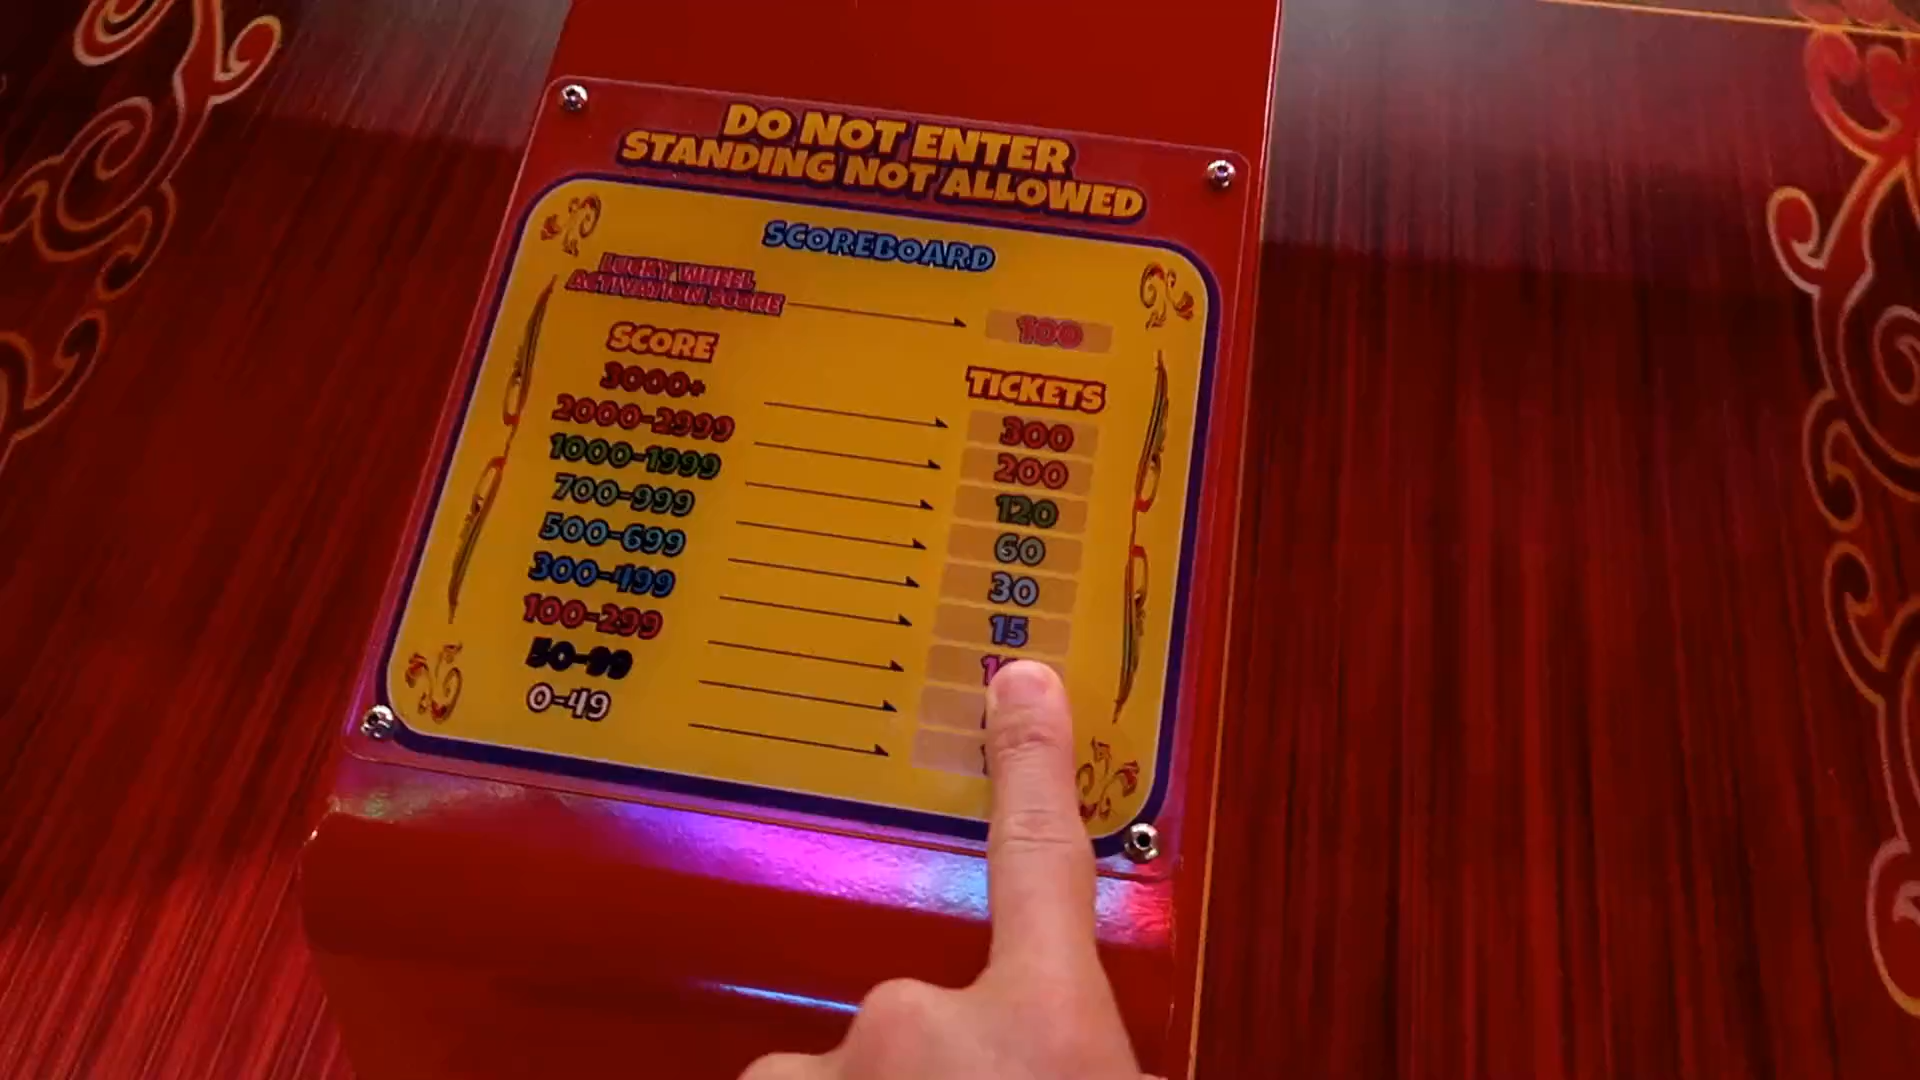 DO NOT ENTER
STANDING NOT ALLOWED
SCOREBOARD
LUCKY WHEEL
ACTIVATION SCORE 100
SCORE TICKETS
3000+ 300
2000-2999 200
1000-1999 120
700-999 60
500-699 30
300-499 15
100-299
50-99
0-49